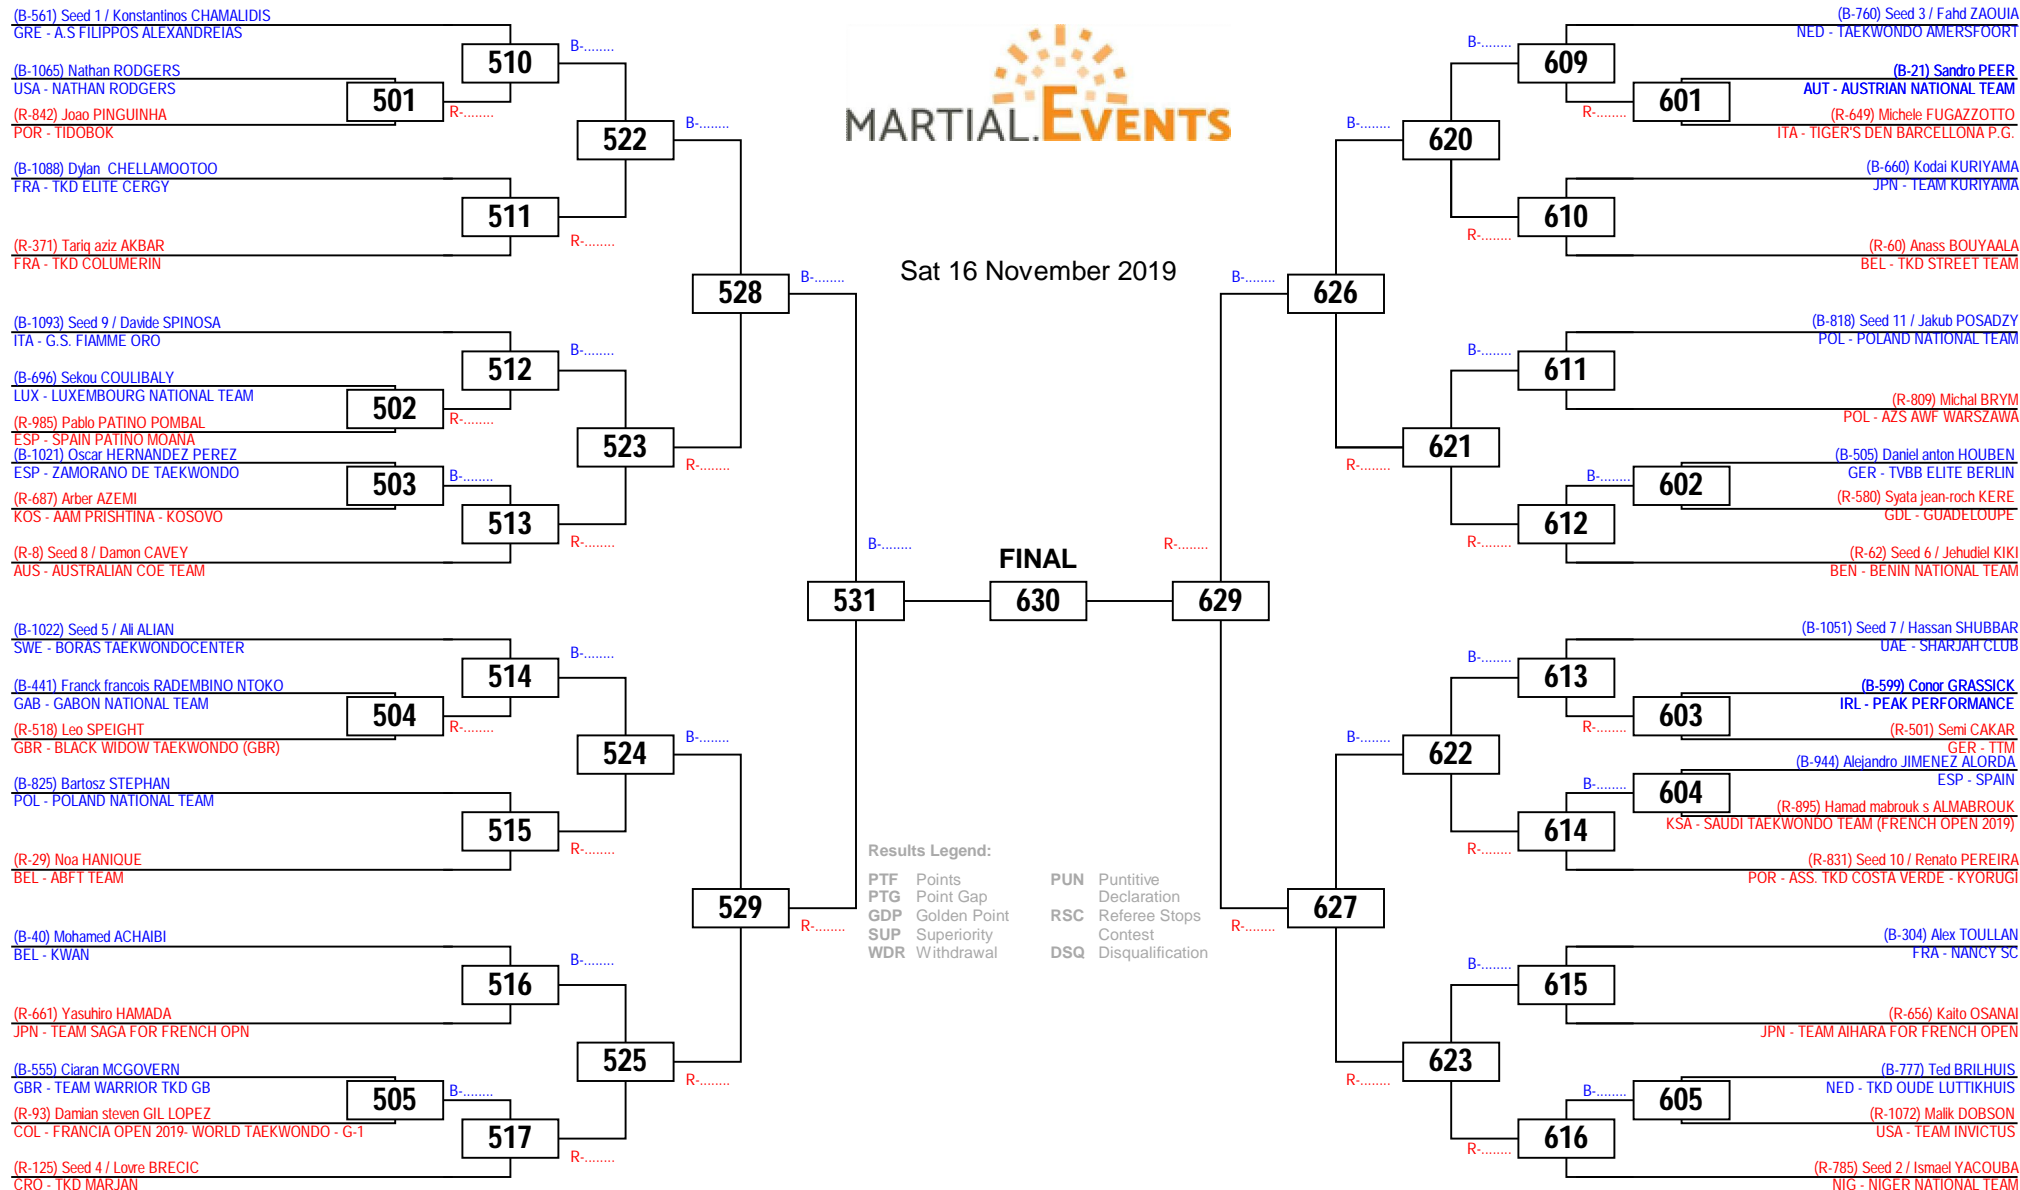 (B-561) Seed 1 / Konstantinos CHAMALIDIS
GRE - A.S FILIPPOS ALEXANDREIAS
510
B-........
(B-1065) Nathan RODGERS
USA - NATHAN RODGERS
501
R-........
(R-842) Joao PINGUINHA
POR - TIDOBOK
522
B-........
(B-1088) Dylan CHELLAMOOTOO
FRA - TKD ELITE CERGY
511
R-........
(R-371) Tariq aziz AKBAR
FRA - TKD COLUMERIN
528
B-........
(B-1093) Seed 9 / Davide SPINOSA
ITA - G.S. FIAMME ORO
512
B-........
(B-696) Sekou COULIBALY
LUX - LUXEMBOURG NATIONAL TEAM
502
R-........
(R-985) Pablo PATINO POMBAL
ESP - SPAIN PATINO MOANA
523
R-........
(B-1021) Oscar HERNANDEZ PEREZ
ESP - ZAMORANO DE TAEKWONDO
503
B-........
(R-687) Arber AZEMI
KOS - AAM PRISHTINA - KOSOVO
513
R-........
(R-8) Seed 8 / Damon CAVEY
AUS - AUSTRALIAN COE TEAM
B-........
531
(B-1022) Seed 5 / Ali ALIAN
SWE - BORÅS TAEKWONDOCENTER
514
B-........
(B-441) Franck francois RADEMBINO NTOKO
GAB - GABON NATIONAL TEAM
504
R-........
(R-518) Leo SPEIGHT
GBR - BLACK WIDOW TAEKWONDO (GBR)
524
B-........
(B-825) Bartosz STEPHAN
POL - POLAND NATIONAL TEAM
515
R-........
(R-29) Noa HANIQUE
BEL - ABFT TEAM
529
R-........
(B-40) Mohamed ACHAIBI
BEL - KWAN
516
B-........
(R-661) Yasuhiro HAMADA
JPN - TEAM SAGA FOR FRENCH OPN
525
R-........
(B-555) Ciaran MCGOVERN
GBR - TEAM WARRIOR TKD GB
505
B-........
(R-93) Damian steven GIL LOPEZ
COL - FRANCIA OPEN 2019- WORLD TAEKWONDO - G-1
517
R-........
(R-125) Seed 4 / Lovre BRECIC
CRO - TKD MARJAN
MARTIAL.EVENTS
Sat 16 November 2019
FINAL
630
Results Legend:
PTF Points
PTG Point Gap
GDP Golden Point
SUP Superiority
WDR Withdrawal
PUN Puntitive
Declaration
RSC Referee Stops
Contest
DSQ Disqualification
(B-760) Seed 3 / Fahd ZAOUIA
NED - TAEKWONDO AMERSFOORT
B-........
609
(B-21) Sandro PEER
AUT - AUSTRIAN NATIONAL TEAM
R-........
601
(R-649) Michele FUGAZZOTTO
ITA - TIGER'S DEN BARCELLONA P.G.
B-........
620
(B-660) Kodai KURIYAMA
JPN - TEAM KURIYAMA
R-........
610
(R-60) Anass BOUYAALA
BEL - TKD STREET TEAM
B-........
626
(B-818) Seed 11 / Jakub POSADZY
POL - POLAND NATIONAL TEAM
B-........
611
(R-809) Michal BRYM
POL - AZS AWF WARSZAWA
R-........
621
(B-505) Daniel anton HOUBEN
GER - TVBB ELITE BERLIN
B-........
602
(R-580) Syata jean-roch KERE
GDL - GUADELOUPE
R-........
612
(R-62) Seed 6 / Jehudiel KIKI
BEN - BENIN NATIONAL TEAM
R-........
629
(B-1051) Seed 7 / Hassan SHUBBAR
UAE - SHARJAH CLUB
B-........
613
(B-599) Conor GRASSICK
IRL - PEAK PERFORMANCE
R-........
603
(R-501) Semi CAKAR
GER - TTM
B-........
622
(B-944) Alejandro JIMENEZ ALORDA
ESP - SPAIN
B-........
604
(R-895) Hamad mabrouk s ALMABROUK
KSA - SAUDI TAEKWONDO TEAM (FRENCH OPEN 2019)
R-........
614
(R-831) Seed 10 / Renato PEREIRA
POR - ASS. TKD COSTA VERDE - KYORUGI
R-........
627
(B-304) Alex TOULLAN
FRA - NANCY SC
B-........
615
(R-656) Kaito OSANAI
JPN - TEAM AIHARA FOR FRENCH OPEN
R-........
623
(B-777) Ted BRILHUIS
NED - TKD OUDE LUTTIKHUIS
B-........
605
(R-1072) Malik DOBSON
USA - TEAM INVICTUS
R-........
616
(R-785) Seed 2 / Ismael YACOUBA
NIG - NIGER NATIONAL TEAM